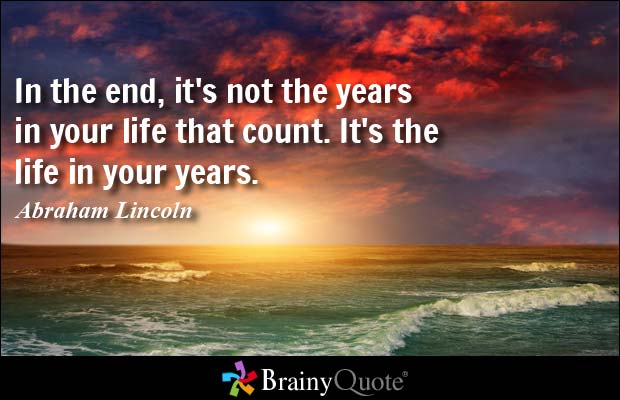 In the end, it's not the years
in your life that count. It's the
life in your years.
Abraham Lincoln
BrainyQuote®